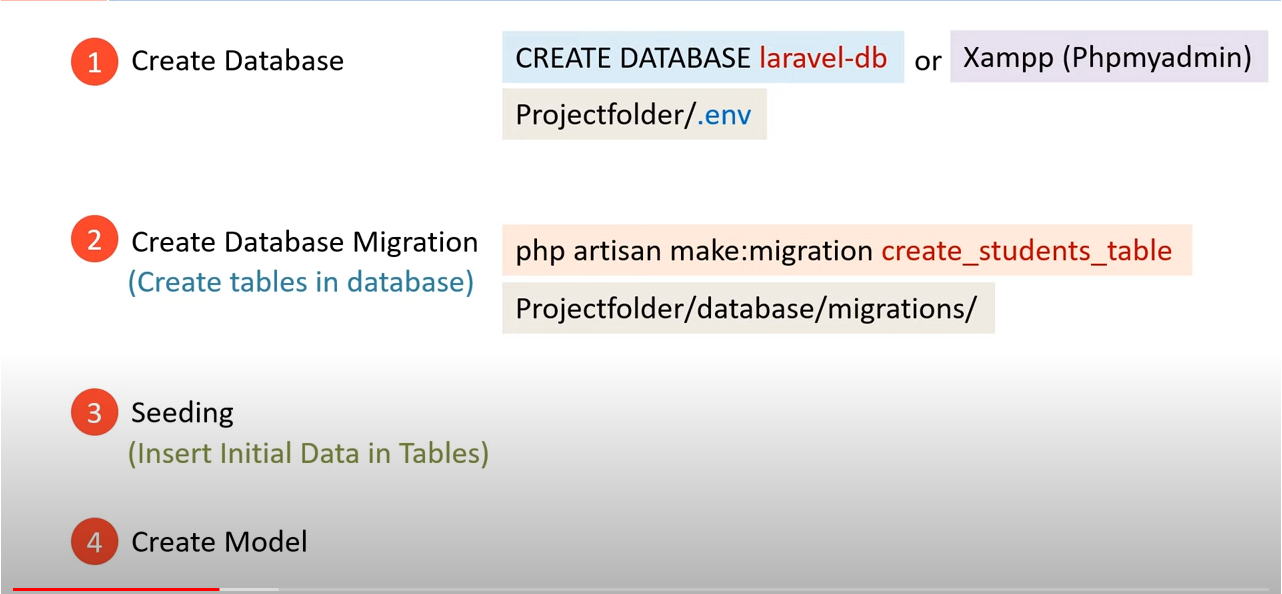 1 Create Database CREATE DATABASE laravel-db or Xampp (Phpmyadmin)
Projectfolder/.env
2 Create Database Migration php artisan make:migration create_students_table
(Create tables in database)
Projectfolder/database/migrations/
3 Seeding
(Insert Initial Data in Tables)
4 Create Model